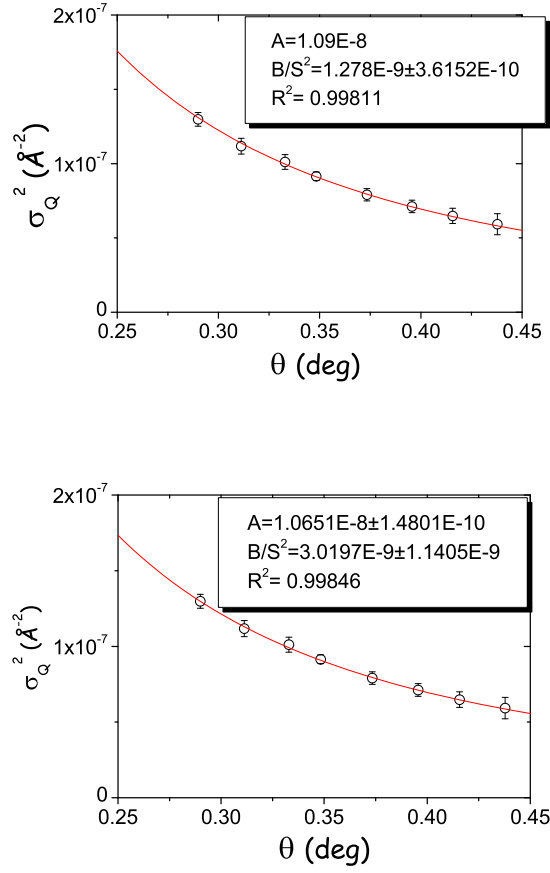 2x10⁻⁷
A=1.09E-8
B/S²=1.278E-9±3.6152E-10
R²= 0.99811
σ_Q² (Å⁻²)
1x10⁻⁷
0
0.25 0.30 0.35 0.40 0.45
θ (deg)
2x10⁻⁷
A=1.0651E-8±1.4801E-10
B/S²=3.0197E-9±1.1405E-9
R²= 0.99846
σ_Q² (Å⁻²)
1x10⁻⁷
0
0.25 0.30 0.35 0.40 0.45
θ (deg)